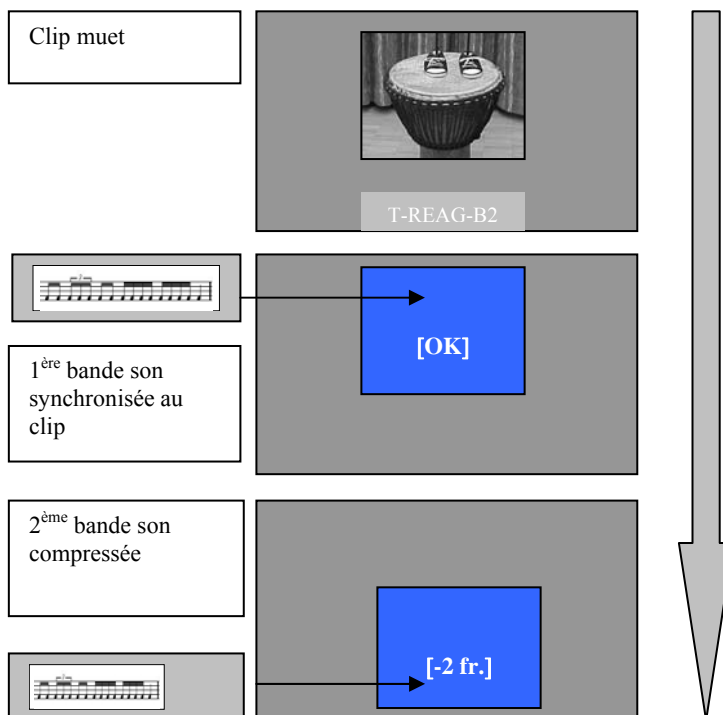 Clip muet
T-REAG-B2
[OK]
1ère bande son
synchronisée au
clip
2ème bande son
compressée
[-2 fr.]